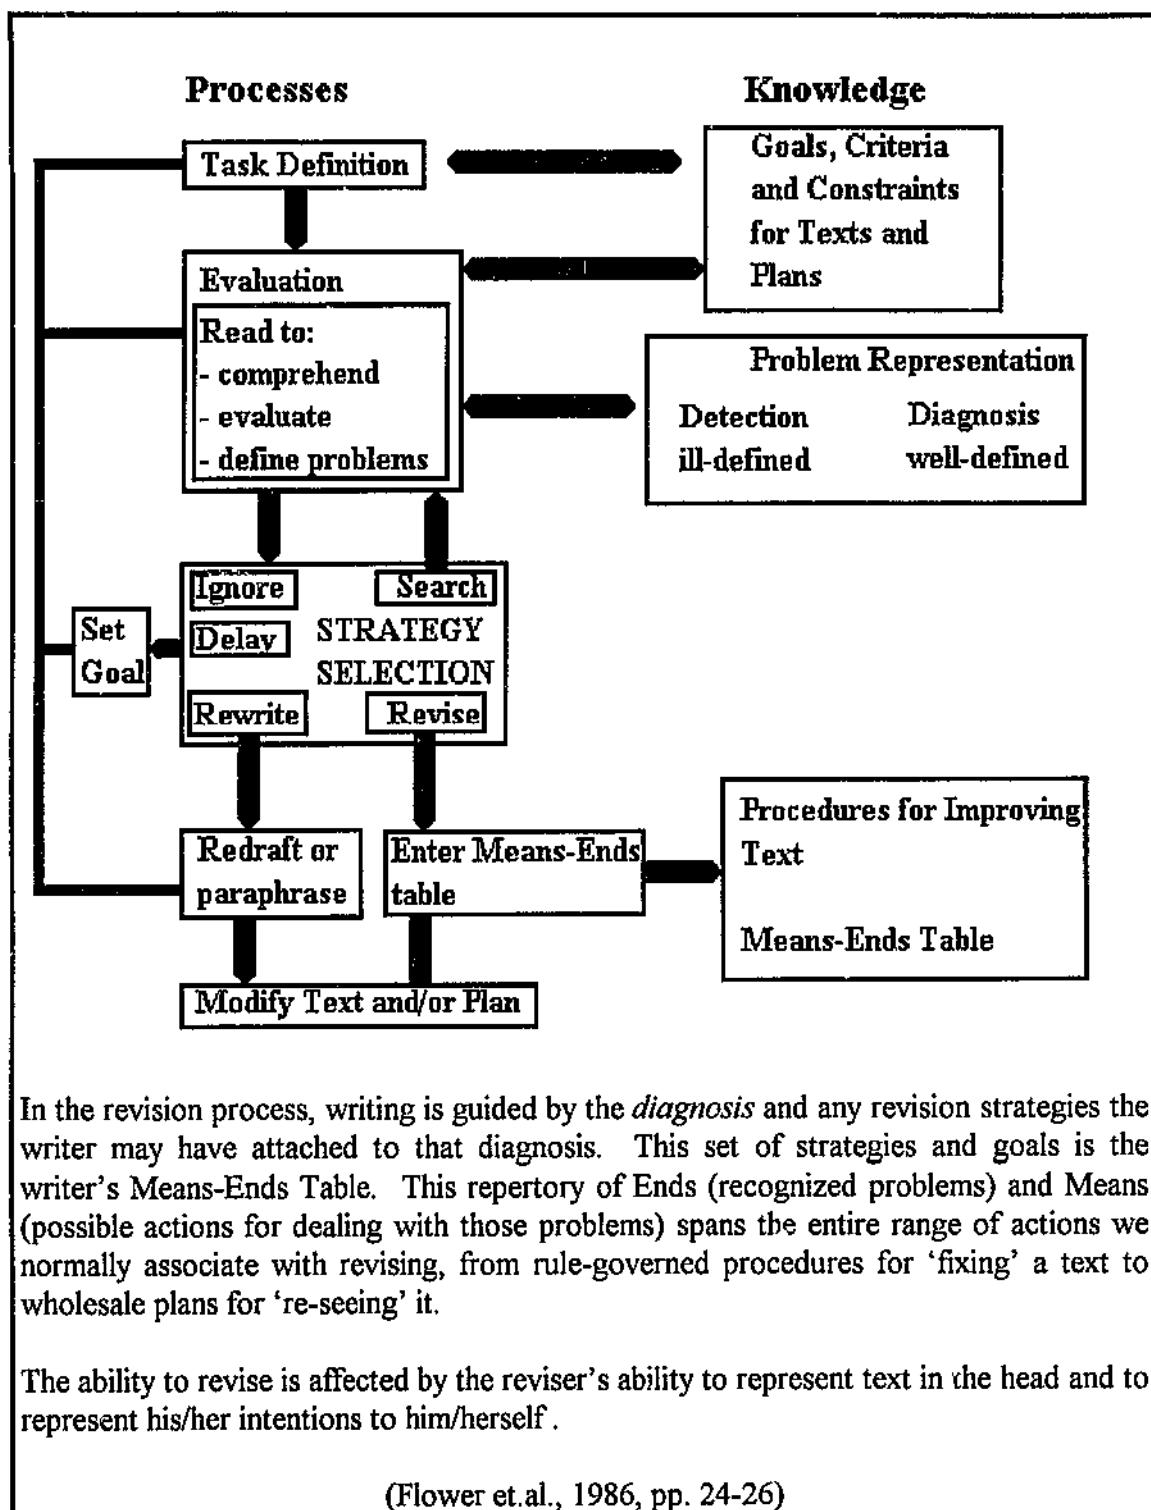 Processes
Knowledge
Task Definition
Goals, Criteria
and Constraints
for Texts and
Plans
Evaluation
Read to:
- comprehend
- evaluate
- define problems
Problem Representation
Detection Diagnosis
ill-defined well-defined
Ignore Search
Set
Goal
Delay
STRATEGY
SELECTION
Rewrite Revise
Redraft or
paraphrase
Enter Means-Ends
table
Procedures for Improving
Text
Means-Ends Table
Modify Text and/or Plan
In the revision process, writing is guided by the diagnosis and any revision strategies the
writer may have attached to that diagnosis. This set of strategies and goals is the
writer's Means-Ends Table. This repertory of Ends (recognized problems) and Means
(possible actions for dealing with those problems) spans the entire range of actions we
normally associate with revising, from rule-governed procedures for 'fixing' a text to
wholesale plans for 're-seeing' it.
The ability to revise is affected by the reviser's ability to represent text in the head and to
represent his/her intentions to him/herself .
(Flower et.al., 1986, pp. 24-26)